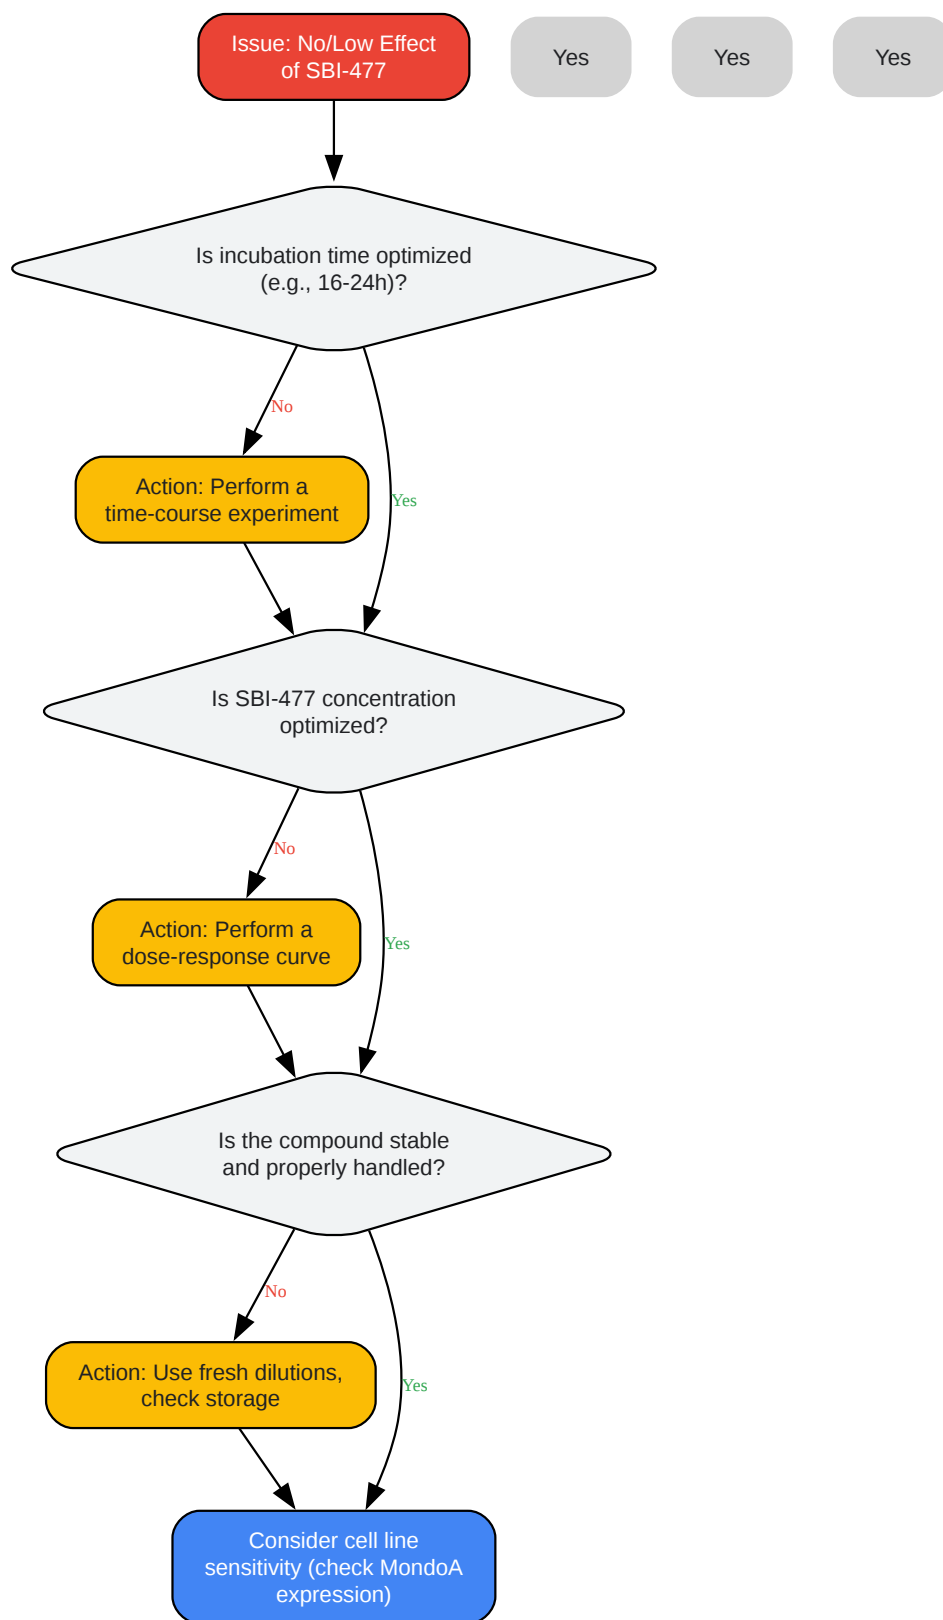 Issue: No/Low Effect
of SBI-477
Yes
Yes
Yes
Is incubation time optimized
(e.g., 16-24h)?
No
Action: Perform a
time-course experiment
Yes
Is SBI-477 concentration
optimized?
No
Action: Perform a
dose-response curve
Yes
Is the compound stable
and properly handled?
No
Action: Use fresh dilutions,
check storage
Yes
Consider cell line
sensitivity (check MondoA
expression)